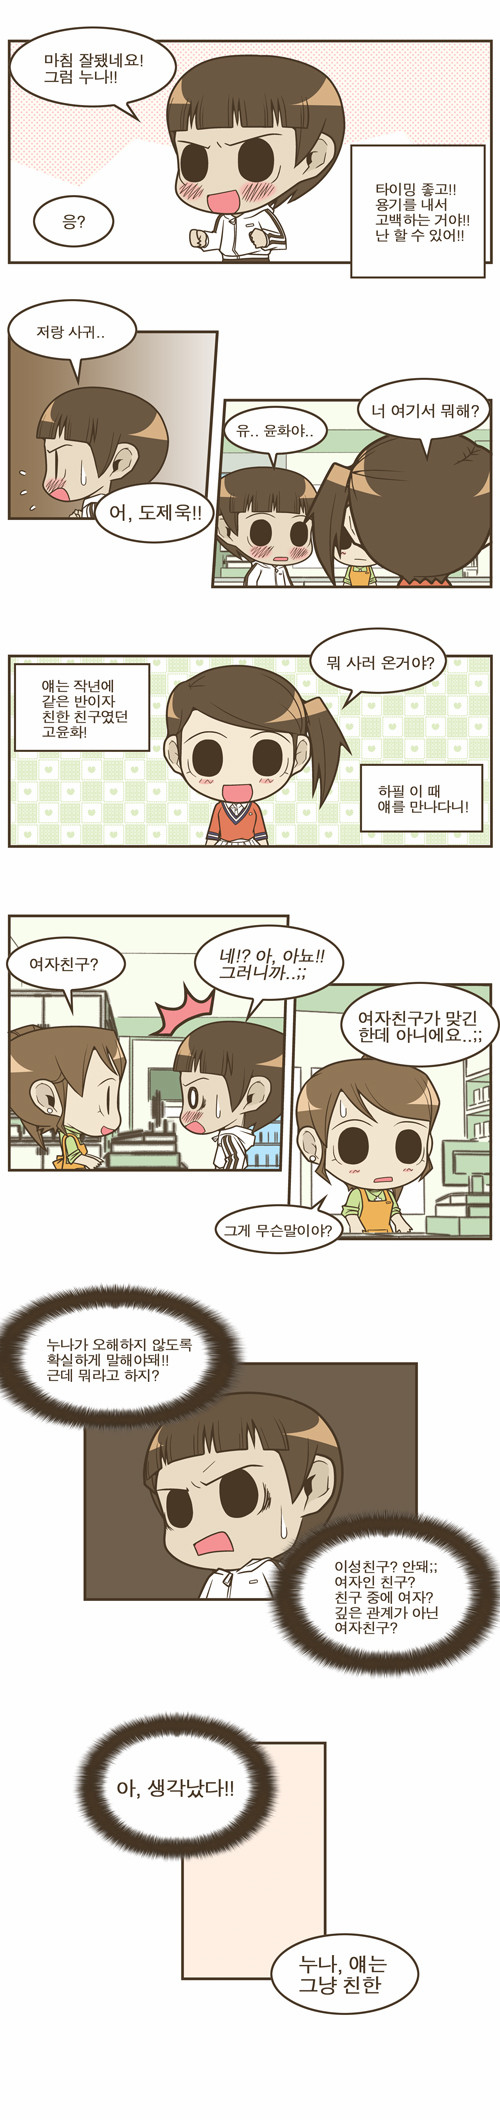 마침 잘됐네요!
그럼 누나!!
응?
타이밍 좋고!!
용기를 내서
고백하는 거야!!
난 할 수 있어!!
저랑 사귀..
어, 도제욱!!
유.. 윤화야..
너 여기서 뭐해?
뭐 사러 온거야?
얘는 작년에
같은 반이자
친한 친구였던
고윤화!
하필 이 때
얘를 만나다니!
여자친구?
네!? 아, 아뇨!!
그러니까..;;
여자친구가 맞긴
한데 아니에요..;;
그게 무슨말이야?
누나가 오해하지 않도록
확실하게 말해야돼!!
근데 뭐라고 하지?
이성친구? 안돼;;
여자인 친구?
친구 중에 여자?
깊은 관계가 아닌
여자친구?
아, 생각났다!!
누나, 얘는
그냥 친한